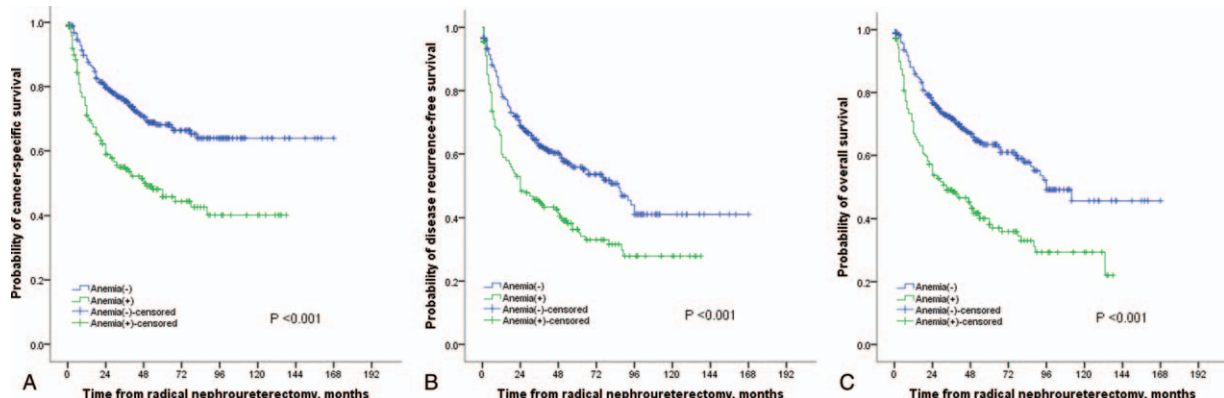 Probability of cancer-specific survival
1.0
0.8
0.6
0.4
0.2
0.0
Anemia(-)
Anemia(+)
Anemia(-)-censored
Anemia(+)-censored
P <0.001
0 24 48 72 96 120 144 168 192
A
Time from radical nephroureterectomy, months
Probability of disease recurrence-free survival
1.0
0.8
0.6
0.4
0.2
0.0
Anemia(-)
Anemia(+)
Anemia(-)-censored
Anemia(+)-censored
P <0.001
0 24 48 72 96 120 144 168 192
B
Time from radical nephroureterectomy, months
Probability of overall survival
1.0
0.8
0.6
0.4
0.2
0.0
Anemia(-)
Anemia(+)
Anemia(-)-censored
Anemia(+)-censored
P <0.001
0 24 48 72 96 120 144 168 192
C
Time from radical nephroureterectomy, months